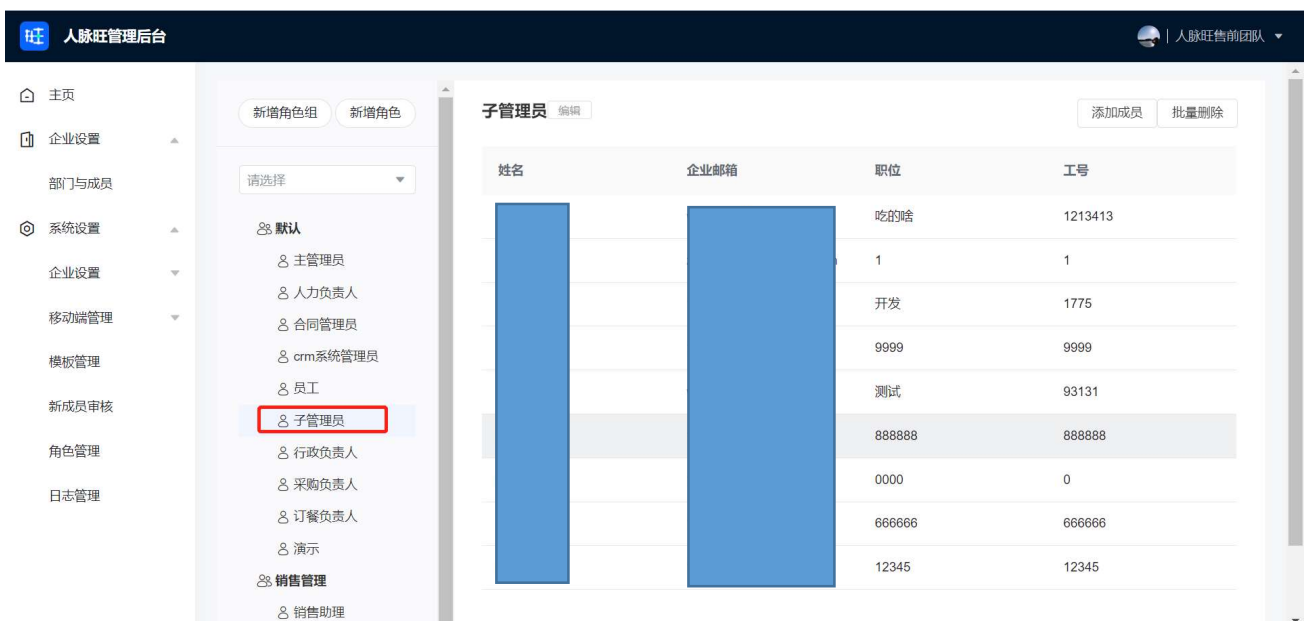 旺 人脉旺管理后台
人脉旺售前团队
主页
企业设置
部门与成员
系统设置
企业设置
移动端管理
模板管理
新成员审核
角色管理
日志管理
新增角色组 新增角色
请选择
默认
主管理员
人力负责人
合同管理员
crm系统管理员
员工
子管理员
行政负责人
采购负责人
订餐负责人
演示
销售管理
销售助理
子管理员 编辑
添加成员 批量删除
姓名 企业邮箱 职位 工号
吃的啥 1213413
1 1
开发 1775
9999 9999
测试 93131
888888 888888
0000 0
666666 666666
12345 12345